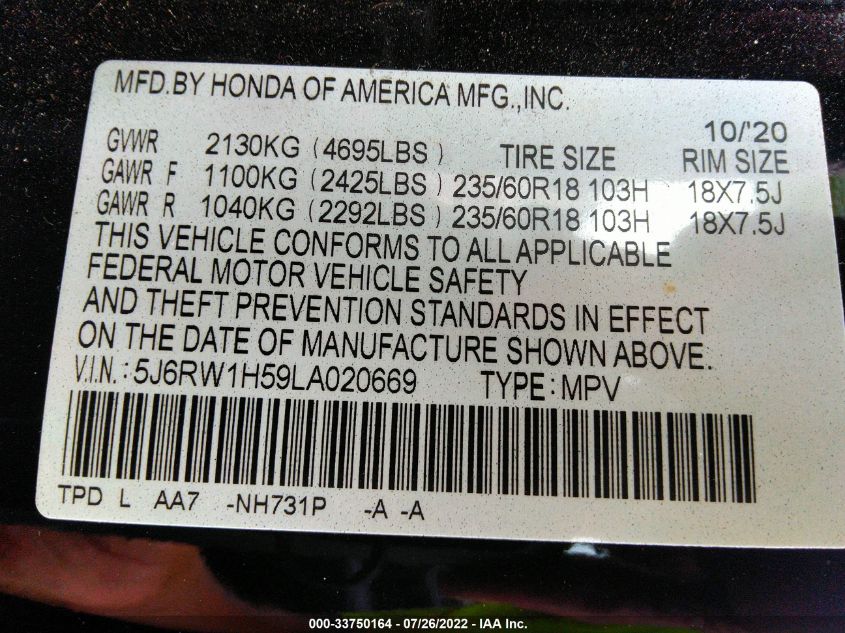 MFD.BY HONDA OF AMERICA MFG.,INC.
10/'20
GVWR 2130KG (4695LBS) TIRE SIZE RIM SIZE
GAWR F 1100KG (2425LBS) 235/60R18 103H 18X7.5J
GAWR R 1040KG (2292LBS) 235/60R18 103H 18X7.5J
THIS VEHICLE CONFORMS TO ALL APPLICABLE
FEDERAL MOTOR VEHICLE SAFETY
AND THEFT PREVENTION STANDARDS IN EFFECT
ON THE DATE OF MANUFACTURE SHOWN ABOVE.
V.I.N.: 5J6RW1H59LA020669 TYPE: MPV
TPD L AA7 -NH731P -A -A
000-33750164 - 07/26/2022 - IAA Inc.